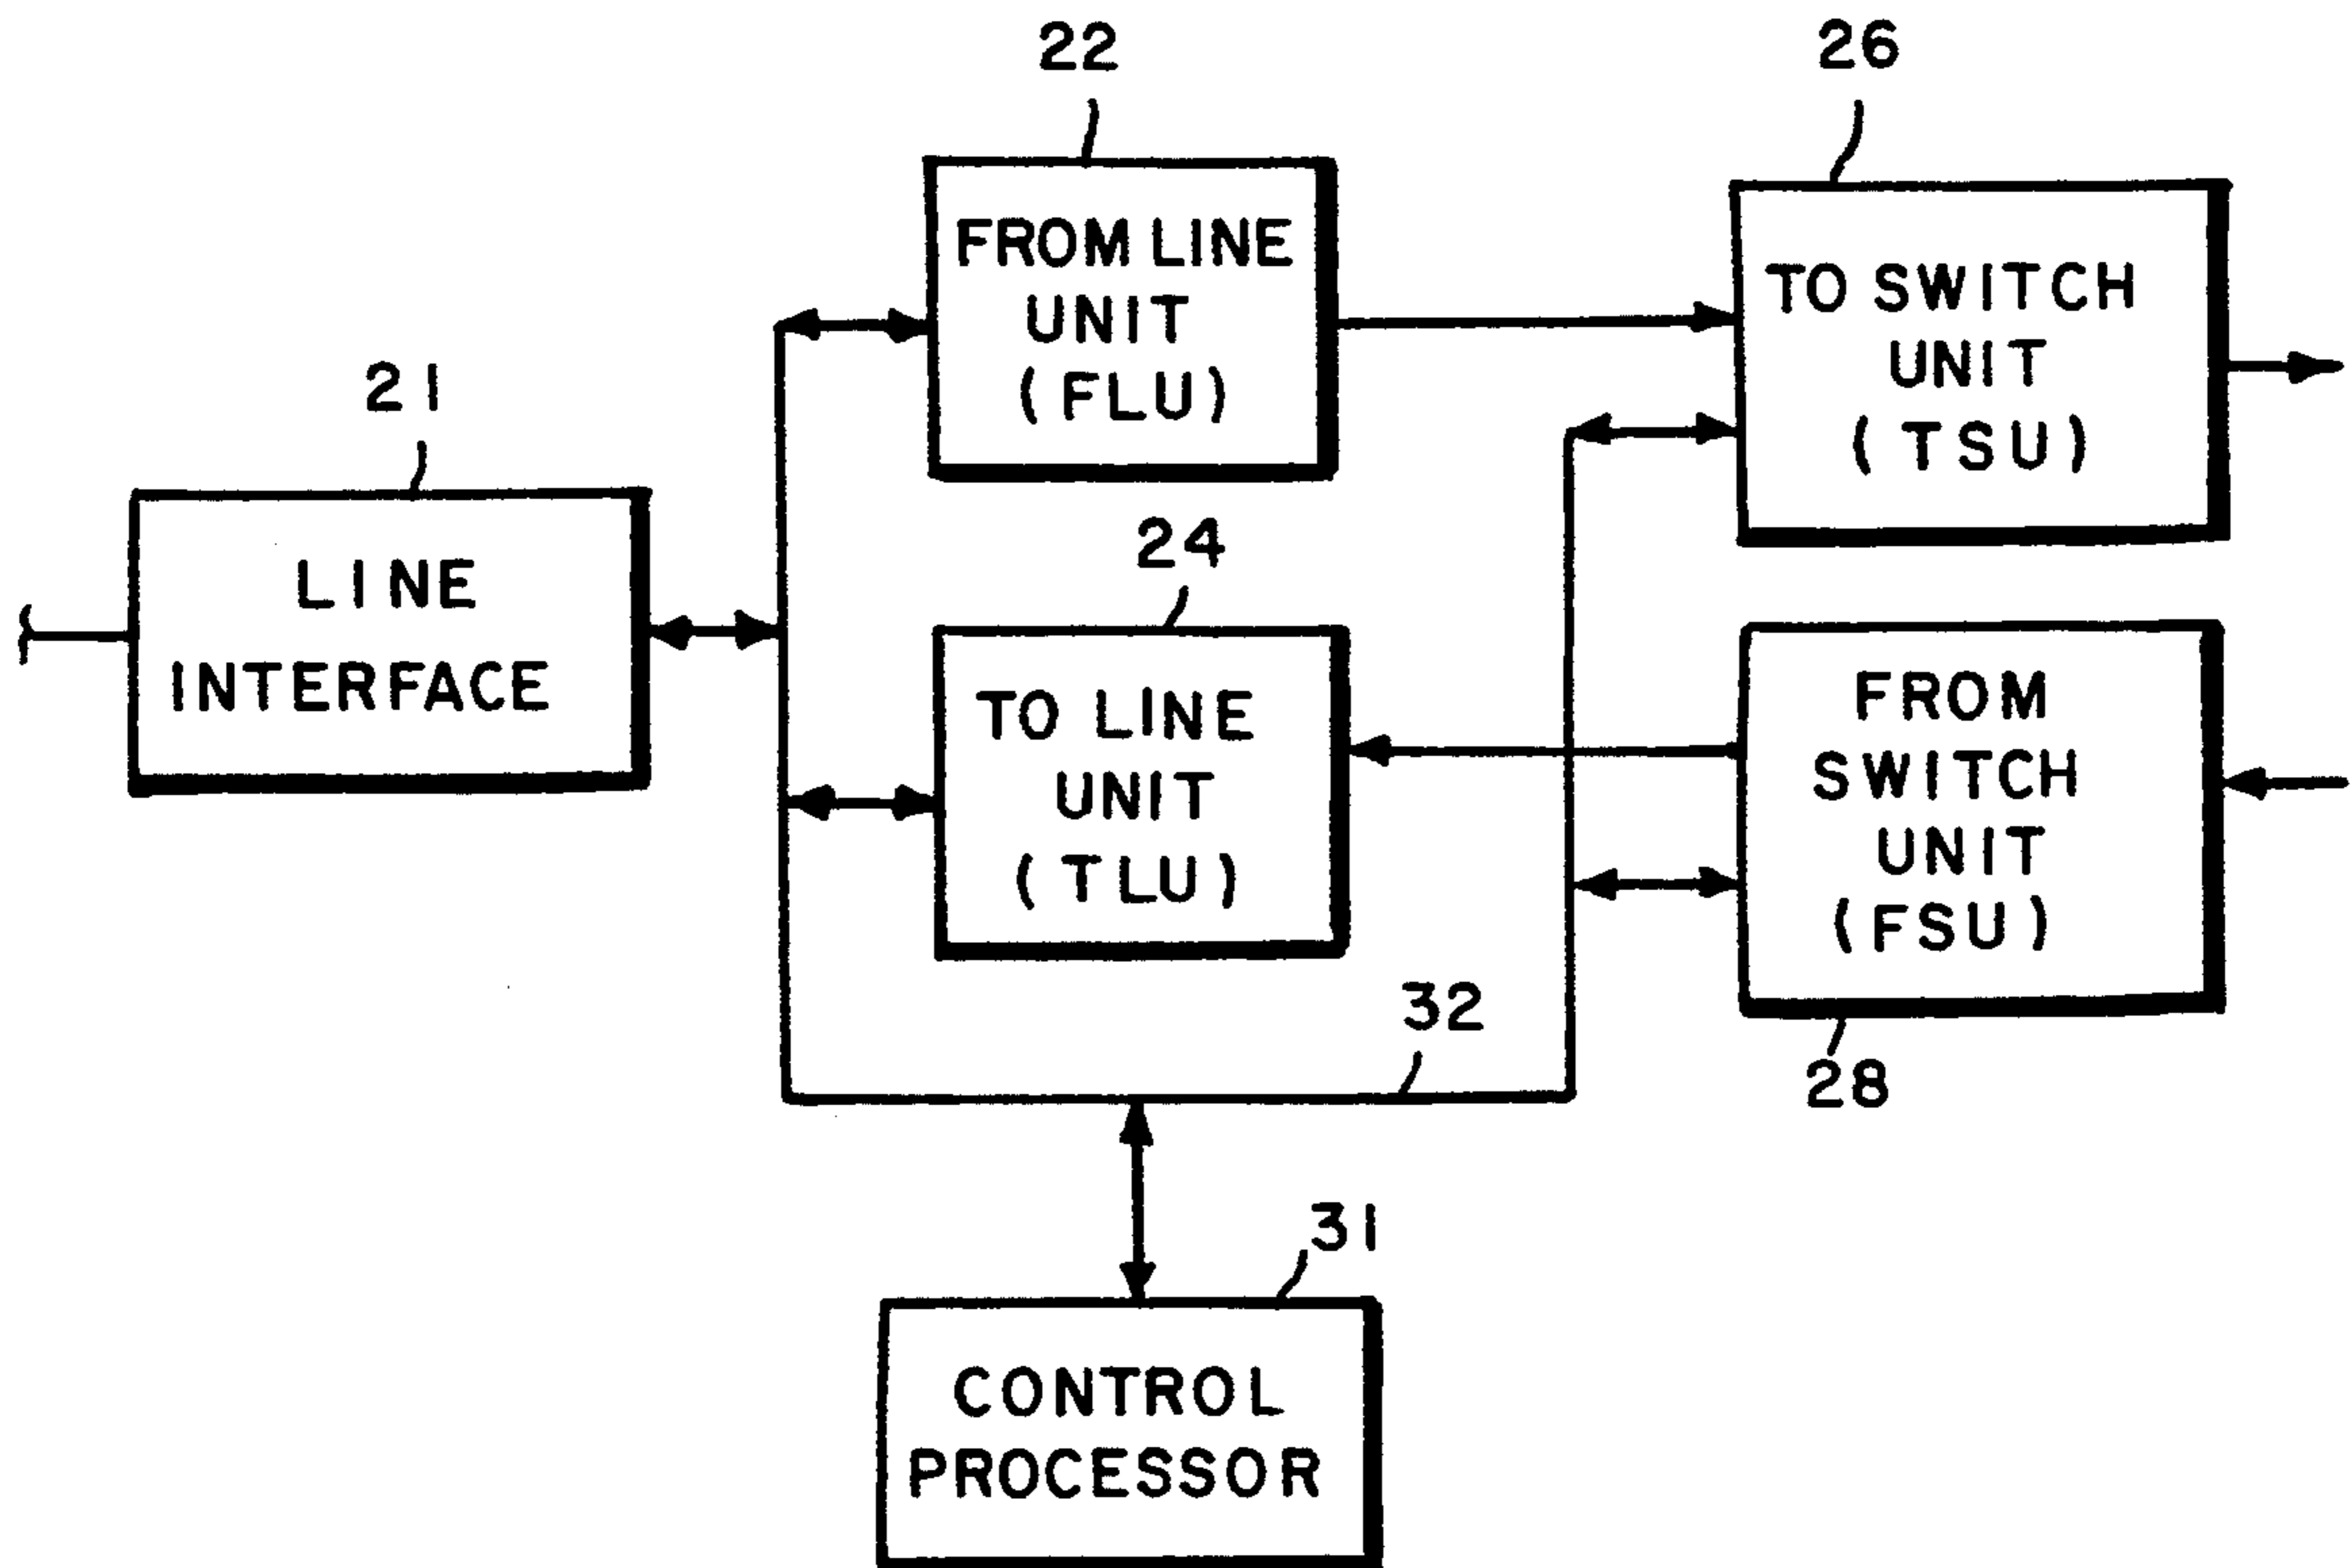 22
26
FROM LINE
UNIT
(FLU)
TO SWITCH
UNIT
(TSU)
21
LINE
INTERFACE
24
TO LINE
UNIT
(TLU)
FROM
SWITCH
UNIT
(FSU)
32
28
31
CONTROL
PROCESSOR